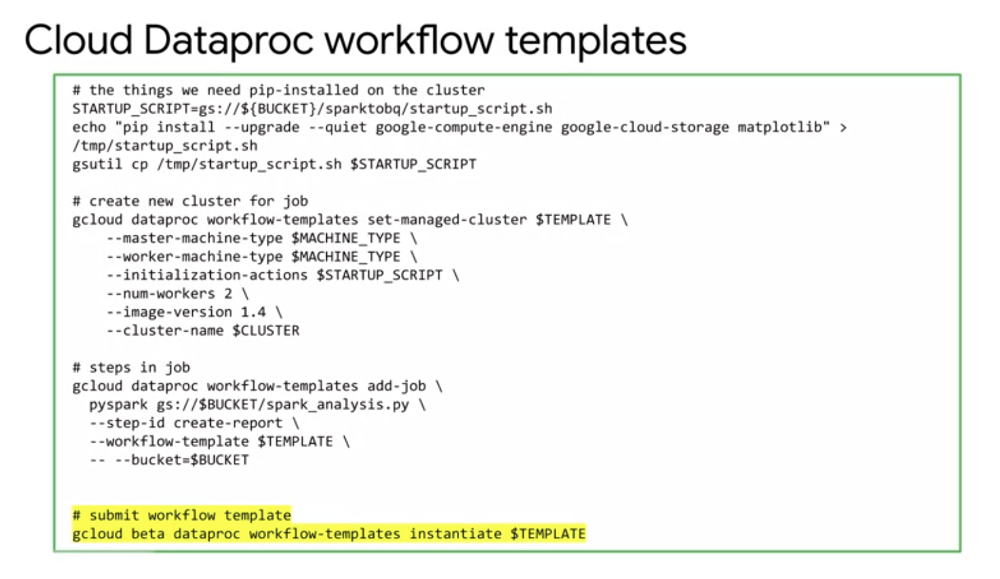 Cloud Dataproc workflow templates
# the things we need pip-installed on the cluster
STARTUP_SCRIPT=gs://${BUCKET}/sparktobq/startup_script.sh
echo "pip install --upgrade --quiet google-compute-engine google-cloud-storage matplotlib" >
/tmp/startup_script.sh
gsutil cp /tmp/startup_script.sh $STARTUP_SCRIPT
# create new cluster for job
gcloud dataproc workflow-templates set-managed-cluster $TEMPLATE \
--master-machine-type $MACHINE_TYPE \
--worker-machine-type $MACHINE_TYPE \
--initialization-actions $STARTUP_SCRIPT \
--num-workers 2 \
--image-version 1.4 \
--cluster-name $CLUSTER
# steps in job
gcloud dataproc workflow-templates add-job \
pyspark gs://$BUCKET/spark_analysis.py \
--step-id create-report \
--workflow-template $TEMPLATE \
-- --bucket=$BUCKET
# submit workflow template
gcloud beta dataproc workflow-templates instantiate $TEMPLATE